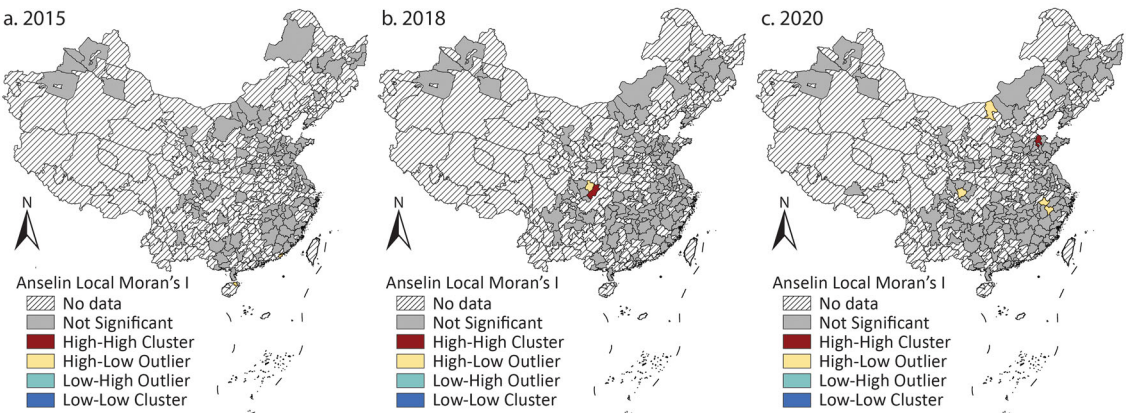 a. 2015
b. 2018
c. 2020
N
N
N
Anselin Local Moran's I
No data
Not Significant
High-High Cluster
High-Low Outlier
Low-High Outlier
Low-Low Cluster
Anselin Local Moran's I
No data
Not Significant
High-High Cluster
High-Low Outlier
Low-High Outlier
Low-Low Cluster
Anselin Local Moran's I
No data
Not Significant
High-High Cluster
High-Low Outlier
Low-High Outlier
Low-Low Cluster